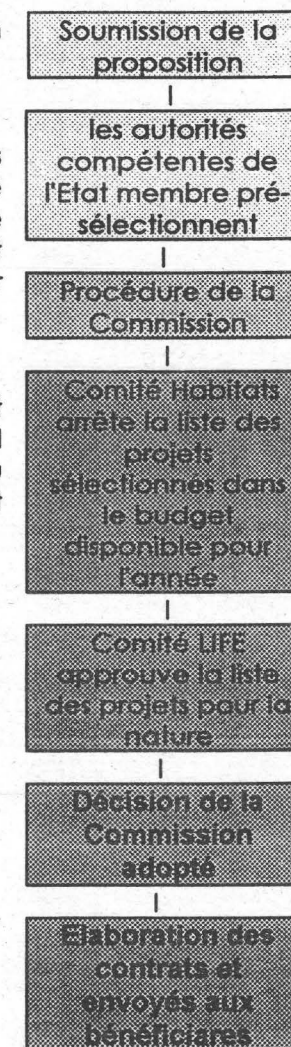 Soumission de la
proposition
les autorités
compétentes de
l'Etat membre pré-
sélectionnent
Procédure de la
Commission
Comité Habitats
arrête la liste des
projets
sélectionnés dans
le budget
disponible pour
l'année
Comité LIFE
approuve la liste
des projets pour la
nature
Décision de la
Commission
adopté
Elaboration des
contrats et
envoyés aux
bénéficiares